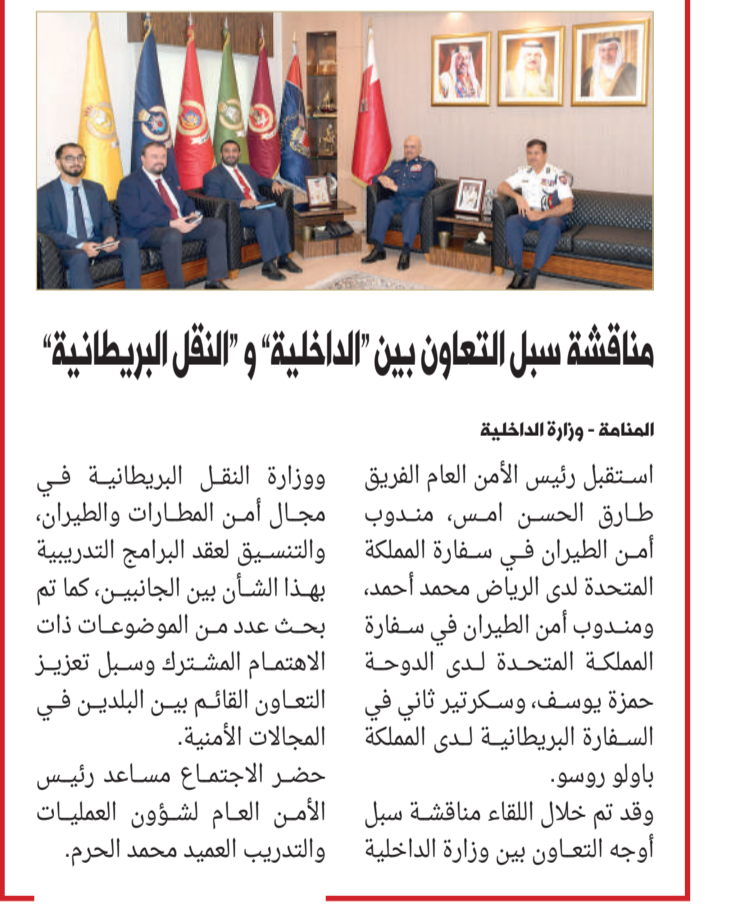 مناقشة سبل التعاون بين "الداخلية" و "النقل البريطانية"
المنامة - وزارة الداخلية
استقبل رئيس الأمن العام الفريق
طارق الحسن امس، مندوب
أمن الطيران في سفارة المملكة
المتحدة لدى الرياض محمد أحمد،
ومندوب أمن الطيران في سفارة
المملكة المتحدة لدى الدوحة
حمزة يوسف، وسكرتير ثاني في
السفارة البريطانية لدى المملكة
باولو روسو.
وقد تم خلال اللقاء مناقشة سبل
أوجه التعاون بين وزارة الداخلية
ووزارة النقل البريطانية في
مجال أمن المطارات والطيران،
والتنسيق لعقد البرامج التدريبية
بهذا الشأن بين الجانبين، كما تم
بحث عدد من الموضوعات ذات
الاهتمام المشترك وسبل تعزيز
التعاون القائم بين البلدين في
المجالات الأمنية.
حضر الاجتماع مساعد رئيس
الأمن العام لشؤون العمليات
والتدريب العميد محمد الحرم.